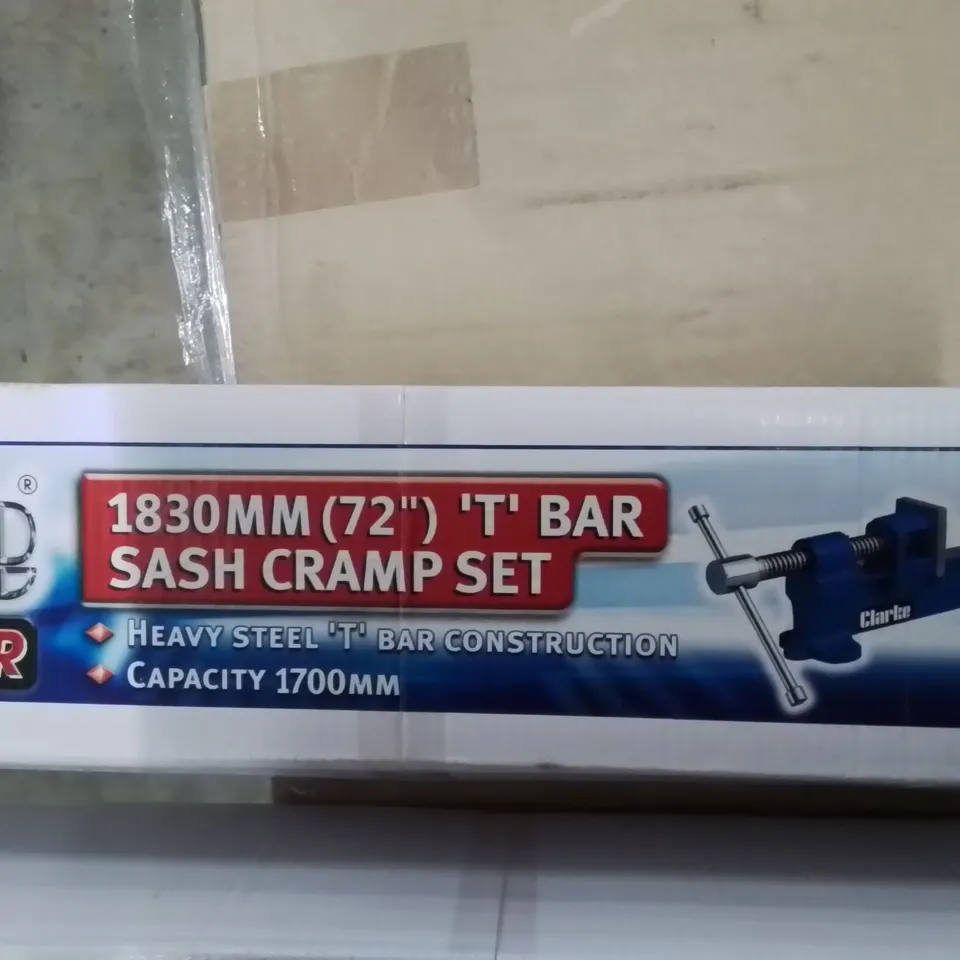 ®
1830MM (72") 'T' BAR
SASH CRAMP SET
HEAVY STEEL 'T' BAR CONSTRUCTION
CAPACITY 1700MM
Clarke